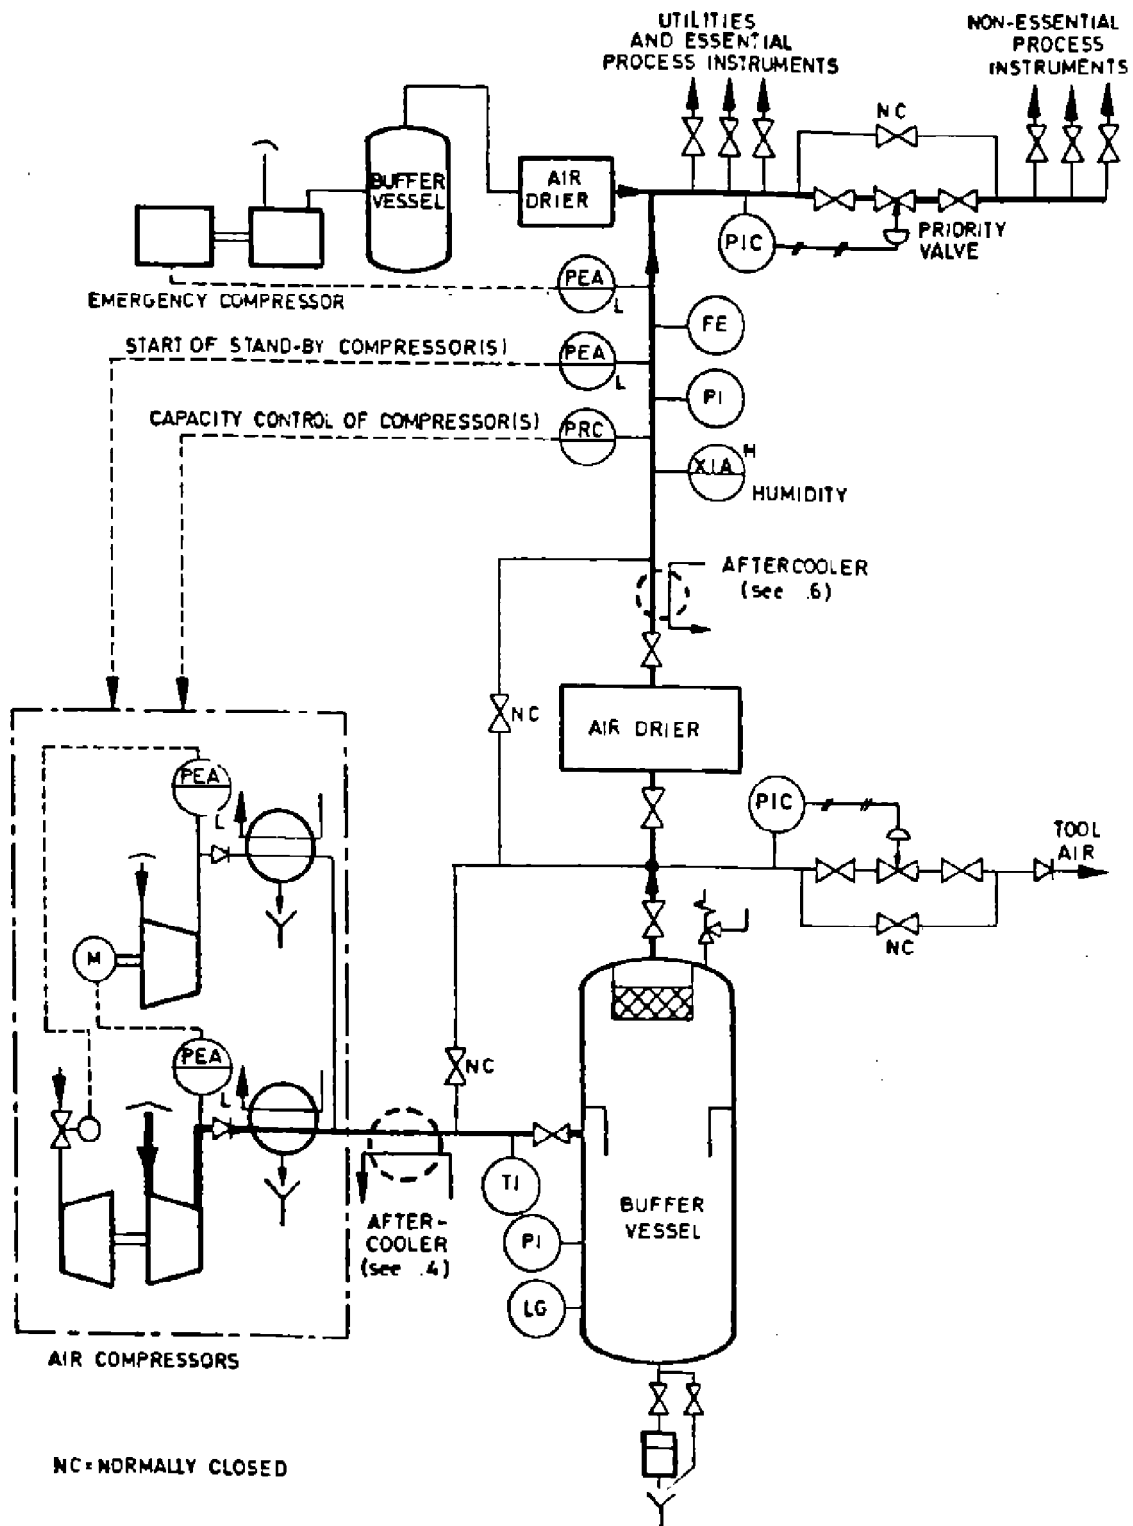 UTILITIES
AND ESSENTIAL
PROCESS INSTRUMENTS
NON-ESSENTIAL
PROCESS
INSTRUMENTS
NC
BUFFER
VESSEL
AIR
DRIER
PIC
PRIORITY
VALVE
EMERGENCY COMPRESSOR
PEA
L
FE
START OF STAND-BY COMPRESSOR(S)
PEA
L
PI
CAPACITY CONTROL OF COMPRESSOR(S)
PRC
XIA
H
HUMIDITY
AFTERCOOLER
(see .6)
NC
AIR DRIER
PEA
L
PIC
TOOL
AIR
NC
M
PEA
L
NC
TI
AFTER-
COOLER
(see .4)
PI
BUFFER
VESSEL
LG
AIR COMPRESSORS
NC=NORMALLY CLOSED